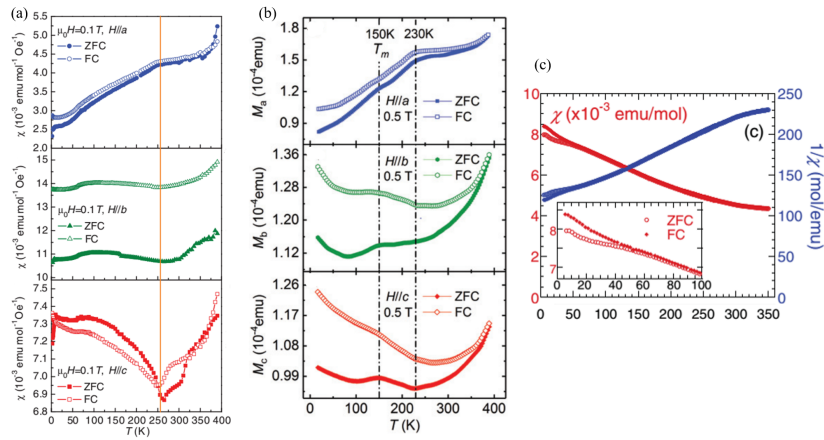 (a)
μ₀H=0.1T, H//a
ZFC
FC
χ (10⁻³ emu mol⁻¹ Oe⁻¹)
5.5
5.0
4.5
4.0
3.5
3.0
2.5
μ₀H=0.1T, H//b
ZFC
FC
χ (10⁻³ emu mol⁻¹ Oe⁻¹)
15
14
13
12
11
10
μ₀H=0.1T, H//c
ZFC
FC
χ (10⁻³ emu mol⁻¹ Oe⁻¹)
7.5
7.4
7.3
7.2
7.1
7.0
6.9
6.8
0 50 100 150 200 250 300 350 400
T (K)
(b)
150K 230K
Tm
H//a ZFC
0.5 T FC
Ma (10⁻⁴emu)
1.8
1.5
1.2
0.9
H//b ZFC
0.5 T FC
Mb (10⁻⁴emu)
1.36
1.28
1.20
1.12
H//c ZFC
0.5 T FC
Mc (10⁻⁴emu)
1.26
1.17
1.08
0.99
0 100 200 300 400
T (K)
(c)
χ (x10⁻³ emu/mol)
(c)
10
8
6
4
2
0
1/χ (mol/emu)
250
200
150
100
50
0
ZFC
FC
8
7
0 20 40 60 80 100
0 50 100 150 200 250 300 350